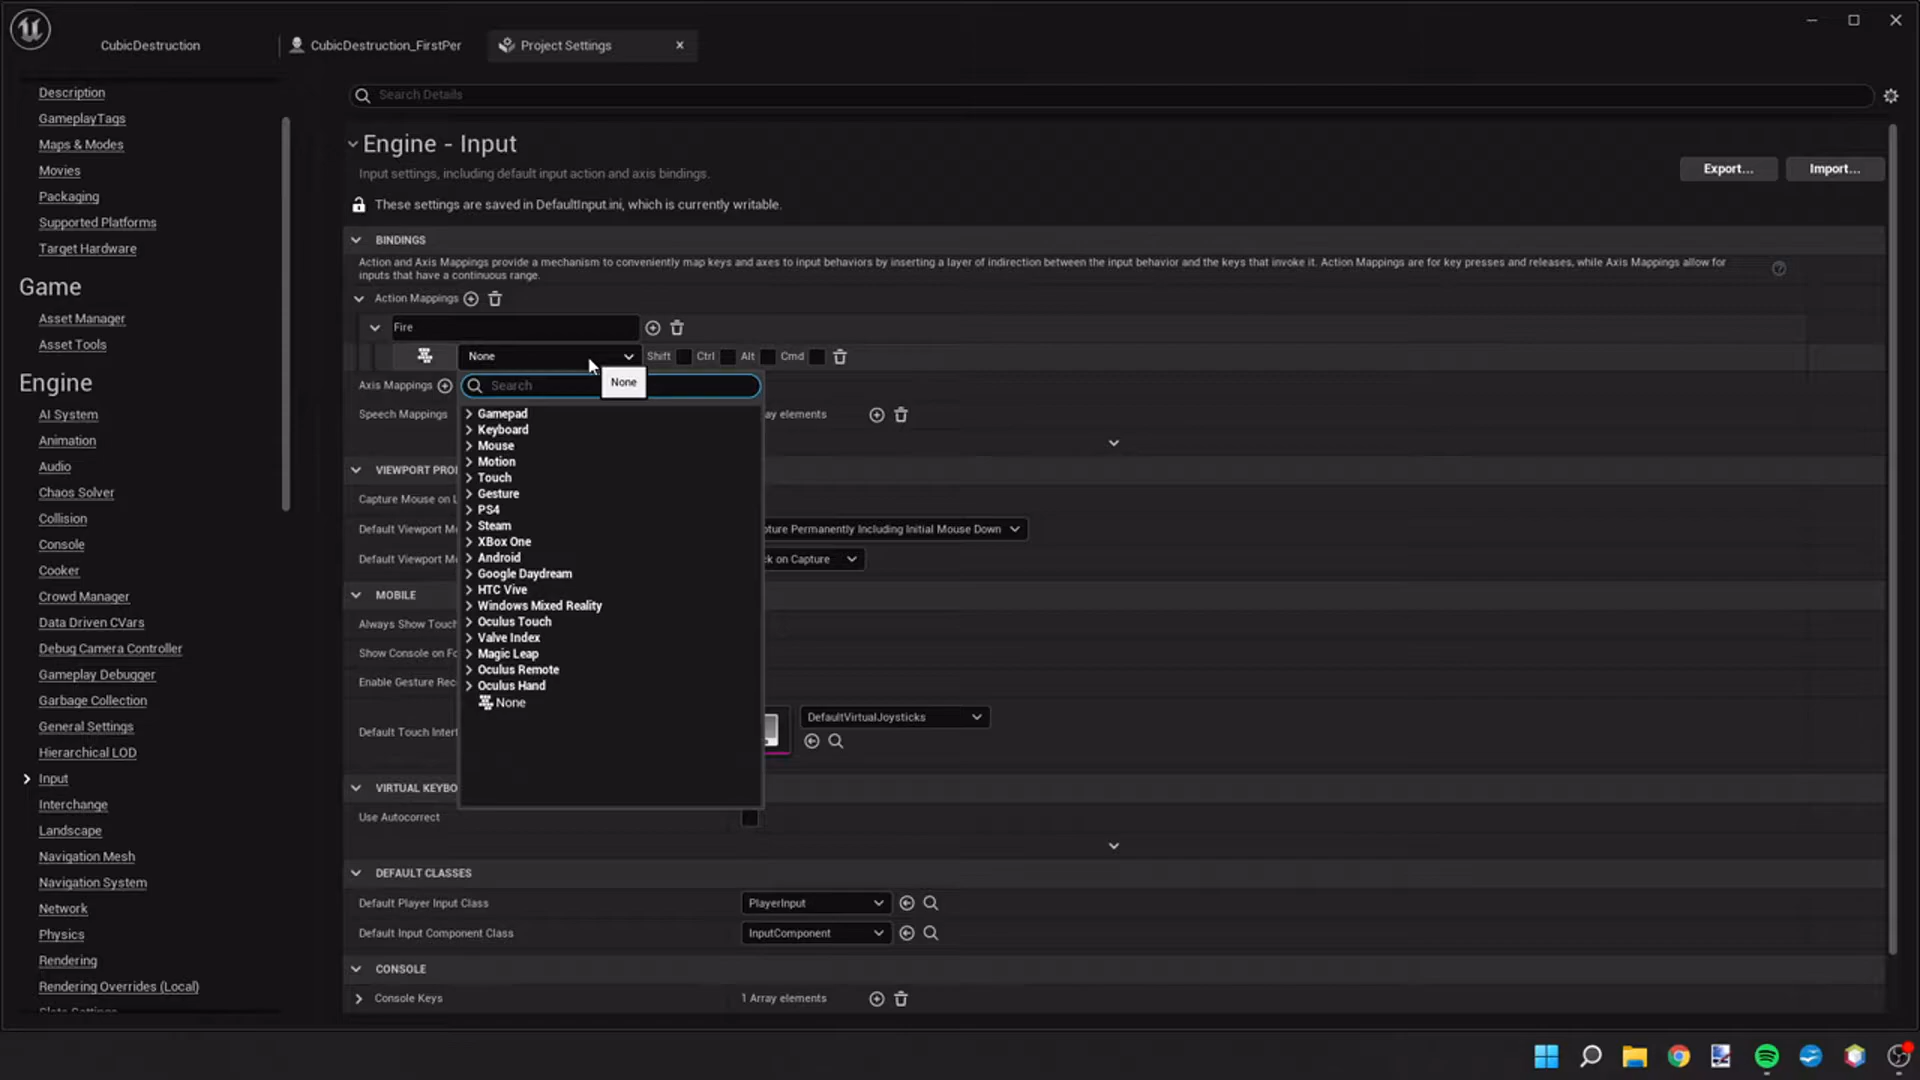 CubicDestruction
CubicDestruction_FirstPer
Project Settings
Description
GameplayTags
Maps & Modes
Movies
Packaging
Supported Platforms
Target Hardware
Game
Asset Manager
Asset Tools
Engine
AI System
Animation
Audio
Chaos Solver
Collision
Console
Cooker
Crowd Manager
Data Driven CVars
Debug Camera Controller
Gameplay Debugger
Garbage Collection
General Settings
Hierarchical LOD
Input
Interchange
Landscape
Navigation Mesh
Navigation System
Network
Physics
Rendering
Rendering Overrides (Local)
Search Details
Engine - Input
Input settings, including default input action and axis bindings.
Export...
Import...
These settings are saved in DefaultInput.ini, which is currently writable.
BINDINGS
Action and Axis Mappings provide a mechanism to conveniently map keys and axes to input behaviors by inserting a layer of indirection between the input behavior and the keys that invoke it. Action Mappings are for key presses and releases, while Axis Mappings allow for
inputs that have a continuous range.
Action Mappings
Fire
None Shift Ctrl Alt Cmd
Axis Mappings
Search
None
Speech Mappings
ay elements
Gamepad
Keyboard
Mouse
Motion
Touch
Gesture
PS4
Steam
XBox One
Android
Google Daydream
HTC Vive
Windows Mixed Reality
Oculus Touch
Valve Index
Magic Leap
Oculus Remote
Oculus Hand
None
VIEWPORT PRO
Capture Mouse on L
Default Viewport Mo
pture Permanently Including Initial Mouse Down
Default Viewport Mo
ck on Capture
MOBILE
Always Show Touch
Show Console on Fo
Enable Gesture Reco
Default Touch Interf
DefaultVirtualJoysticks
VIRTUAL KEYBO
Use Autocorrect
DEFAULT CLASSES
Default Player Input Class
PlayerInput
Default Input Component Class
InputComponent
CONSOLE
Console Keys
1 Array elements